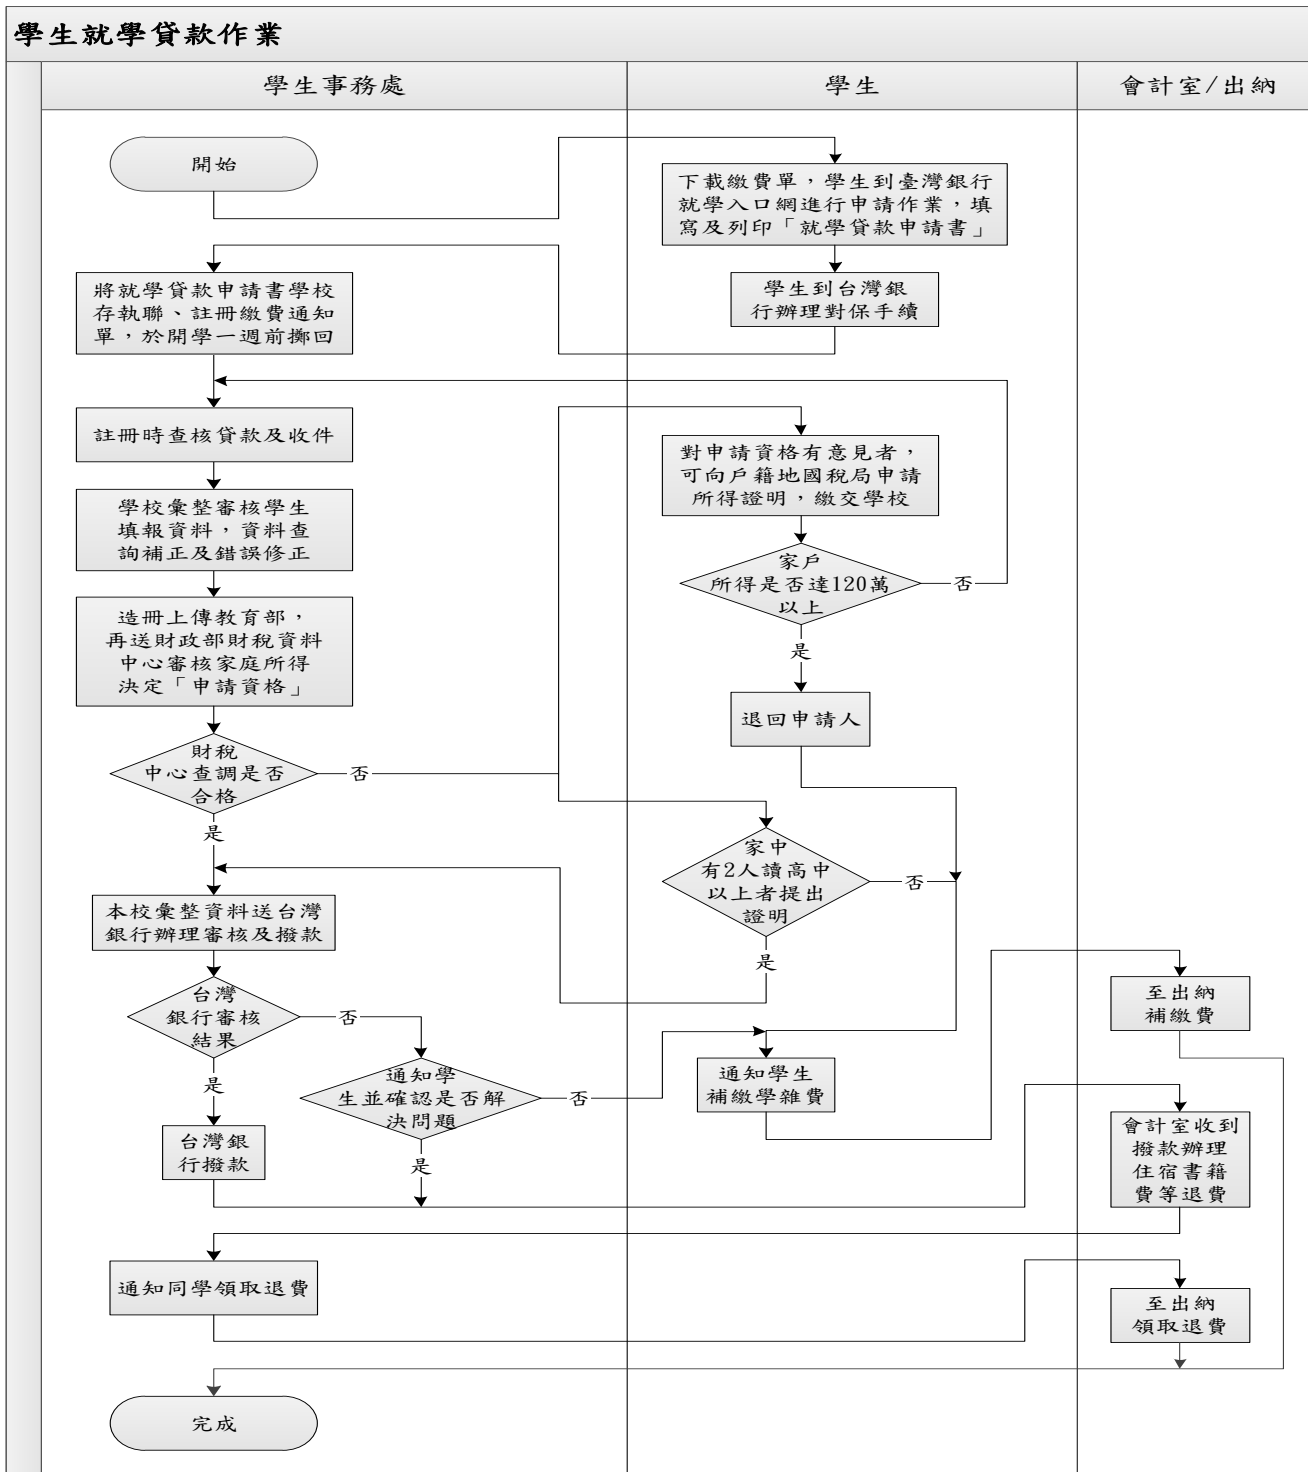 學生就學貸款作業
學生事務處
學生
會計室/出納
開始
下載繳費單，學生到臺灣銀行
就學入口網進行申請作業，填
寫及列印「就學貸款申請書」
學生到台灣銀
行辦理對保手續
將就學貸款申請書學校
存執聯、註冊繳費通知
單，於開學一週前擲回
註冊時查核貸款及收件
學校彙整審核學生
填報資料，資料查
詢補正及錯誤修正
造冊上傳教育部，
再送財政部財稅資料
中心審核家庭所得
決定「申請資格」
財稅
中心查調是否
合格
否
是
對申請資格有意見者，
可向戶籍地國稅局申請
所得證明，繳交學校
家戶
所得是否達120萬
以上
否
是
退回申請人
家中
有2人讀高中
以上者提出
證明
否
是
本校彙整資料送台灣
銀行辦理審核及撥款
台灣
銀行審核
結果
否
是
通知學
生並確認是否解
決問題
否
是
通知學生
補繳學雜費
至出納
補繳費
台灣銀
行撥款
會計室收到
撥款辦理
住宿書籍
費等退費
通知同學領取退費
至出納
領取退費
完成